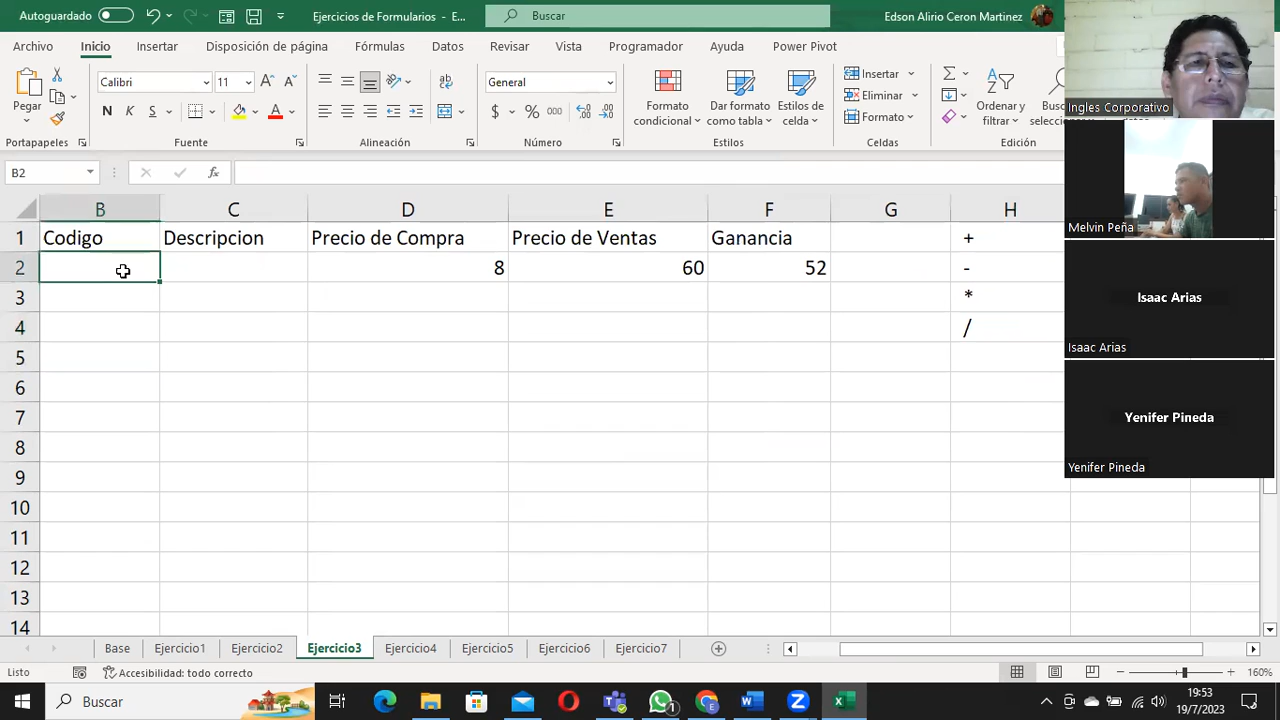 Autoguardado
Ejercicios de Formularios - Excel
Buscar
Edson Alirio Ceron Martinez
Archivo Inicio Insertar Disposición de página Fórmulas Datos Revisar Vista Programador Ayuda Power Pivot
Pegar
Calibri 11
N K S
General
$ % 000
Formato condicional
Dar formato como tabla
Estilos de celda
Insertar
Eliminar
Formato
Ordenar y filtrar
Portapapeles Fuente Alineación Número Estilos Celdas Edición
B2 fx
B C D E F G H
1 Codigo Descripcion Precio de Compra Precio de Ventas Ganancia +
2 8 60 52 -
3 *
4 /
5
6
7
8
9
10
11
12
13
14
Ingles Corporativo
Melvin Peña
Isaac Arias
Isaac Arias
Yenifer Pineda
Yenifer Pineda
Base Ejercicio1 Ejercicio2 Ejercicio3 Ejercicio4 Ejercicio5 Ejercicio6 Ejercicio7
Listo Accesibilidad: todo correcto 160%
Buscar
19:53
19/7/2023